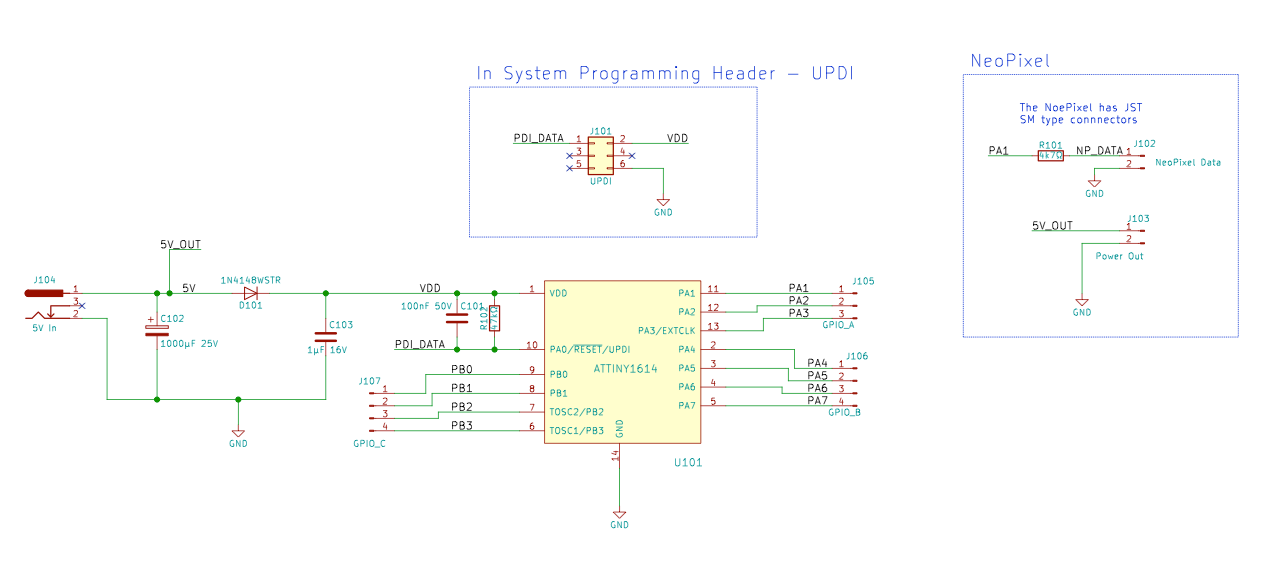 In System Programming Header – UPDI
PDI_DATA
J101
1
2
VDD
3
4
5
6
UPDI
GND
NeoPixel
The NoePixel has JST
SM type connnectors
PA1
R101
4k7Ω
NP_DATA
1
J102
2
NeoPixel Data
GND
5V_OUT
J103
1
2
Power Out
GND
5V_OUT
J104
1
3
2
5V In
5V
1N4148WSTR
D101
C102
+
1000µF 25V
C103
1µF 16V
GND
VDD
100nF 50V
C101
R102
47kΩ
PDI_DATA
J107
1
2
3
4
GPIO_C
PB0
PB1
PB2
PB3
1
VDD
10
PA0/RESET/UPDI
9
PB0
8
PB1
7
TOSC2/PB2
6
TOSC1/PB3
ATTINY1614
GND
14
U101
GND
PA1
11
PA2
12
PA3/EXTCLK
13
PA4
2
PA5
3
PA6
4
PA7
5
PA1
PA2
PA3
J105
1
2
3
GPIO_A
PA4
PA5
PA6
PA7
J106
1
2
3
4
GPIO_B